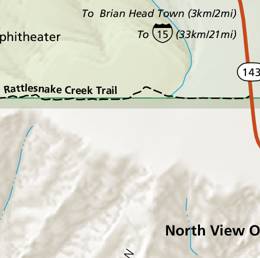 To Brian Head Town (3km/2mi)
To 15 (33km/21mi)
phitheater
143
Rattlesnake Creek Trail
North View O
N